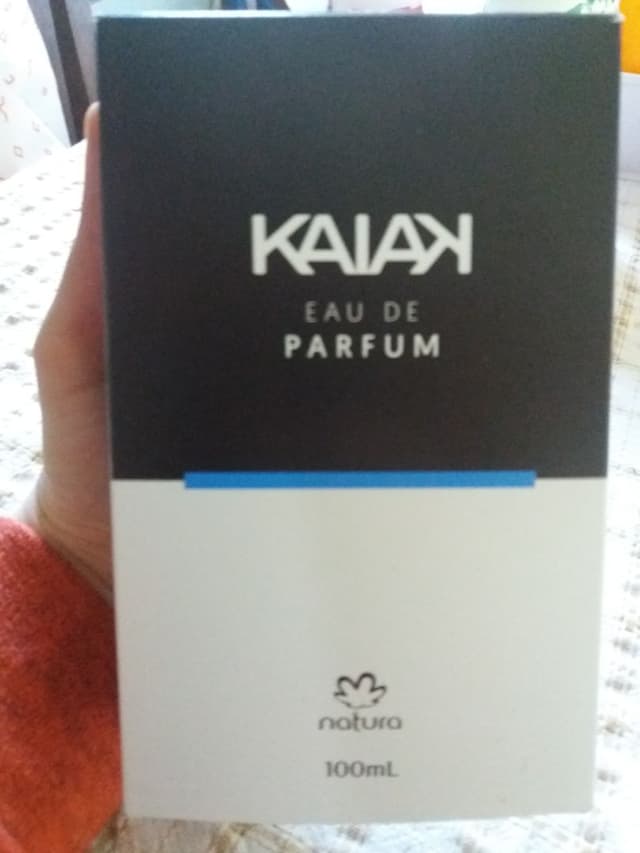 KAIAK
EAU DE
PARFUM
natura
100mL